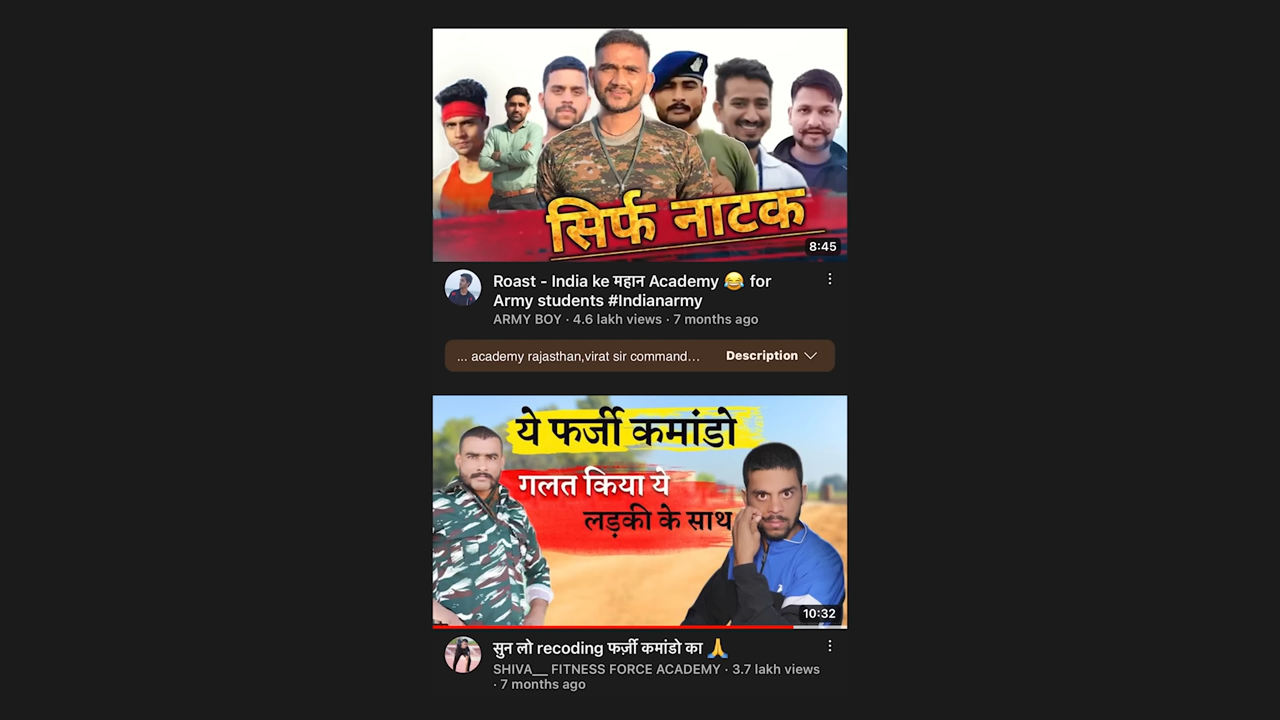 सिर्फ नाटक
8:45
Roast - India ke महान Academy 😂 for
Army students #Indianarmy
ARMY BOY · 4.6 lakh views · 7 months ago
... academy rajasthan,virat sir command...
Description
ये फर्जी कमांडो
गलत किया ये
लड़की के साथ
10:32
सुन लो recoding फर्ज़ी कमांडो का 🙏
SHIVA__ FITNESS FORCE ACADEMY · 3.7 lakh views
· 7 months ago